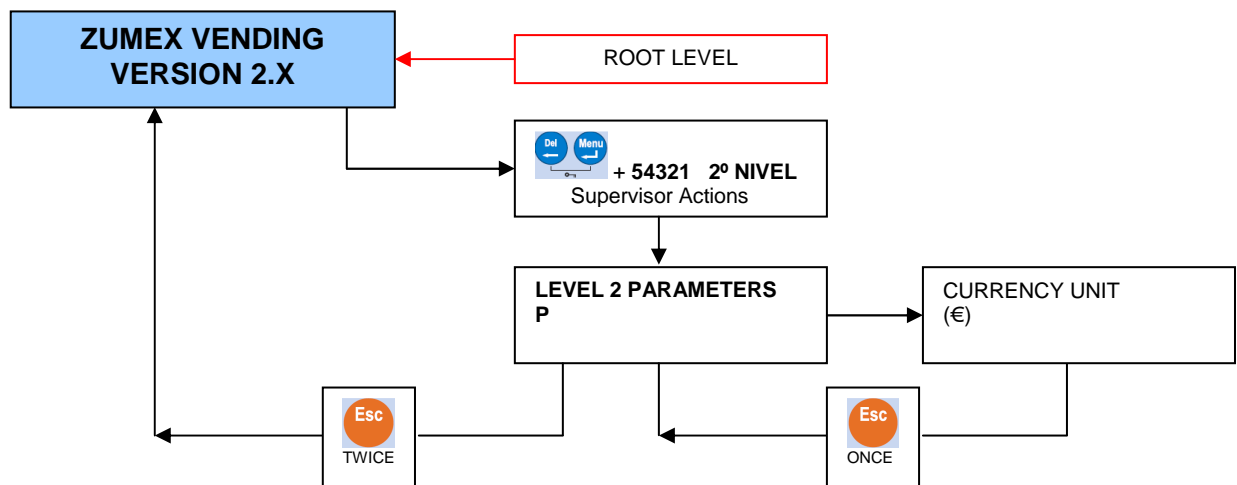 ZUMEX VENDING
VERSION 2.X
ROOT LEVEL
Del Menu
+ 54321 2º NIVEL
Supervisor Actions
LEVEL 2 PARAMETERS
P
CURRENCY UNIT
(€)
Esc
TWICE
Esc
ONCE